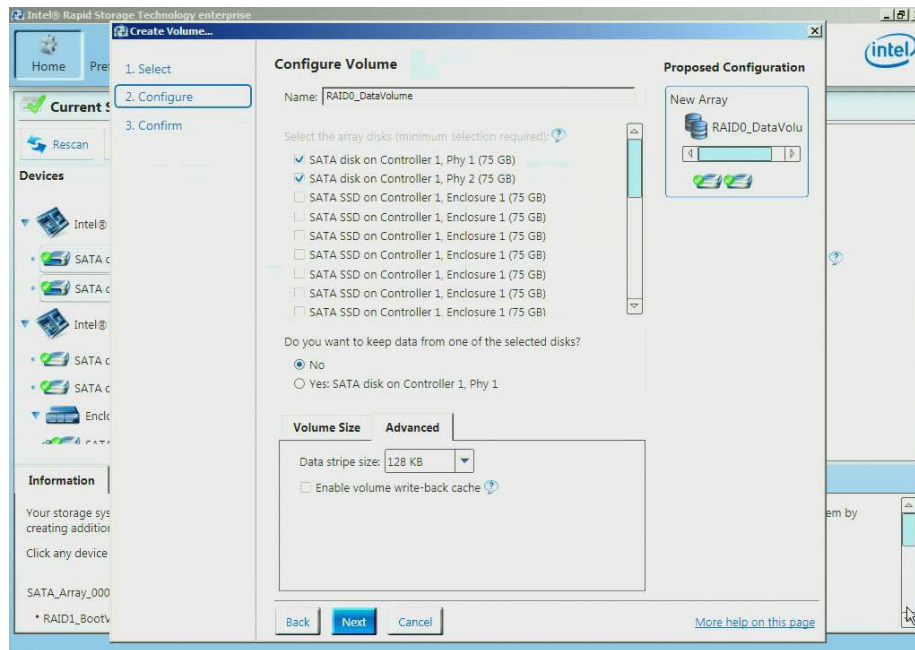 Intel® Rapid Storage Technology enterprise
Create Volume...
Home
Pre
intel
Current S
Rescan
Devices
Intel®
SATA d
SATA d
Intel®
SATA d
SATA d
Enclo
1. Select
2. Configure
3. Confirm
Configure Volume
Name: RAID0_DataVolume
Select the array disks (minimum selection required):
SATA disk on Controller 1, Phy 1 (75 GB)
SATA disk on Controller 1, Phy 2 (75 GB)
SATA SSD on Controller 1, Enclosure 1 (75 GB)
SATA SSD on Controller 1, Enclosure 1 (75 GB)
SATA SSD on Controller 1, Enclosure 1 (75 GB)
SATA SSD on Controller 1, Enclosure 1 (75 GB)
SATA SSD on Controller 1, Enclosure 1 (75 GB)
SATA SSD on Controller 1, Enclosure 1 (75 GB)
SATA SSD on Controller 1, Enclosure 1 (75 GB)
Do you want to keep data from one of the selected disks?
No
Yes: SATA disk on Controller 1, Phy 1
Volume Size Advanced
Data stripe size: 128 KB
Enable volume write-back cache
Back Next Cancel
More help on this page
Proposed Configuration
New Array
RAID0_DataVolu
Information
Your storage sys
em by
creating addition
Click any device
SATA_Array_000
• RAID1_BootV